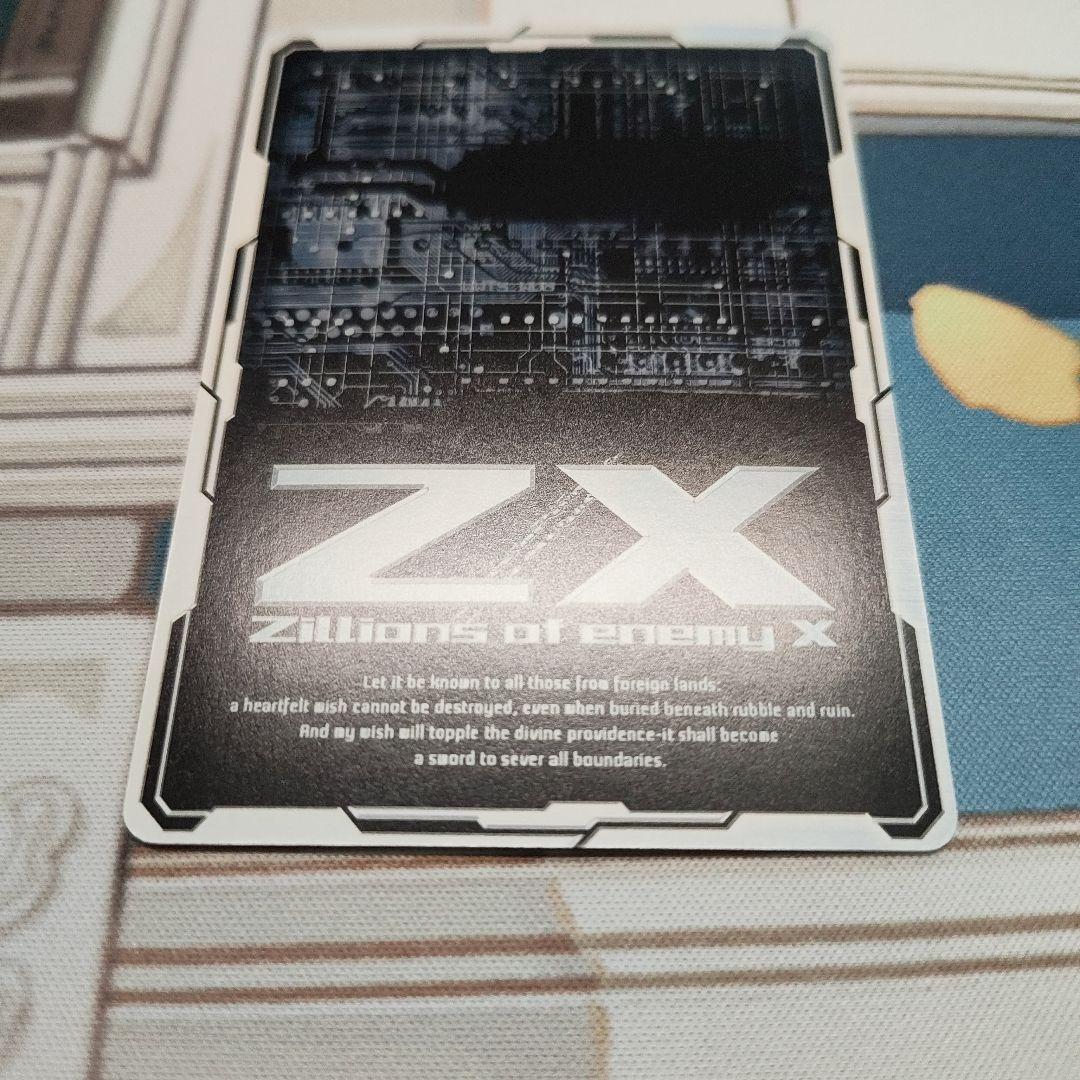 ZX
Zillions of enemy X
Let it be known to all those from foreign lands:
a heartfelt wish cannot be destroyed, even when buried beneath rubble and ruin.
And my wish will topple the divine providence-it shall become
a sword to sever all boundaries.